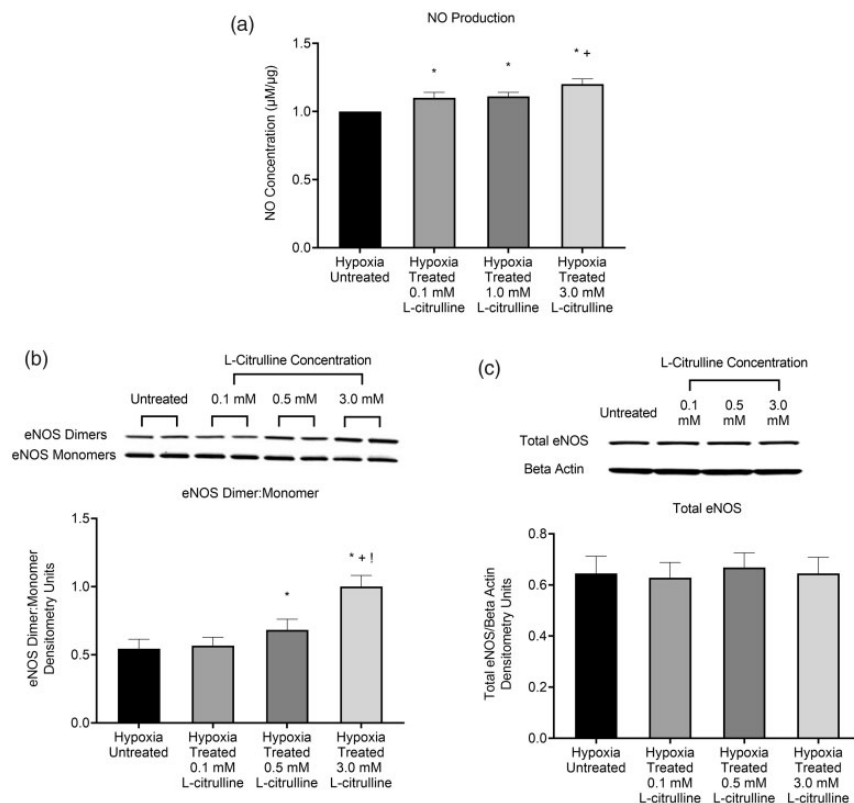 (a)
NO Production
* * * +
NO Concentration (µM/µg)
1.5
1.0
0.5
0.0
Hypoxia Untreated
Hypoxia Treated 0.1 mM L-citrulline
Hypoxia Treated 1.0 mM L-citrulline
Hypoxia Treated 3.0 mM L-citrulline
(b)
L-Citrulline Concentration
Untreated 0.1 mM 0.5 mM 3.0 mM
eNOS Dimers
eNOS Monomers
eNOS Dimer:Monomer
* * + !
eNOS Dimer:Monomer
Densitometry Units
1.5
1.0
0.5
0.0
Hypoxia Untreated
Hypoxia Treated 0.1 mM L-citrulline
Hypoxia Treated 0.5 mM L-citrulline
Hypoxia Treated 3.0 mM L-citrulline
(c)
L-Citrulline Concentration
Untreated 0.1 mM 0.5 mM 3.0 mM
Total eNOS
Beta Actin
Total eNOS
Total eNOS/Beta Actin
Densitometry Units
0.8
0.6
0.4
0.2
0.0
Hypoxia Untreated
Hypoxia Treated 0.1 mM L-citrulline
Hypoxia Treated 0.5 mM L-citrulline
Hypoxia Treated 3.0 mM L-citrulline